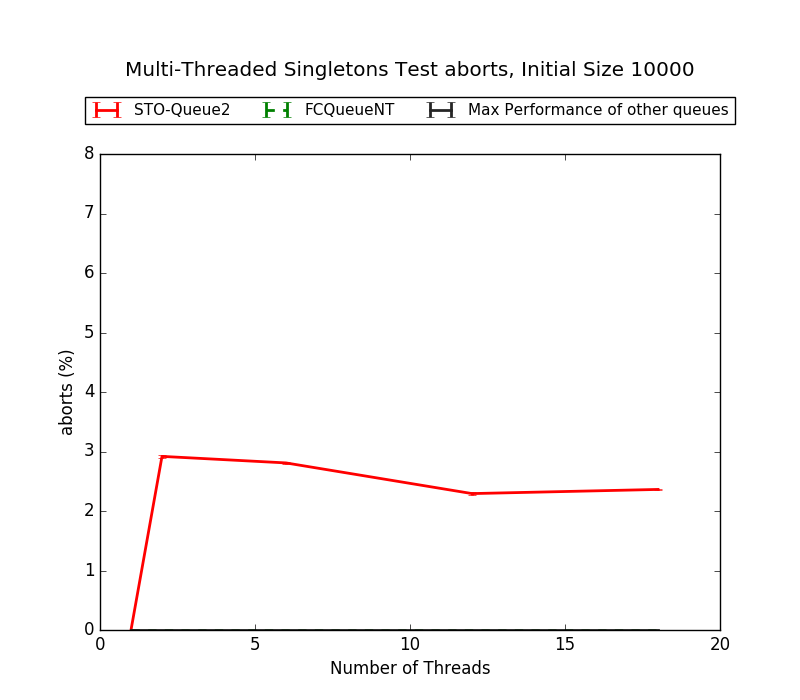 Multi-Threaded Singletons Test aborts, Initial Size 10000
STO-Queue2 FCQueueNT Max Performance of other queues
8
7
6
5
4
3
2
1
0
aborts (%)
0 5 10 15 20
Number of Threads